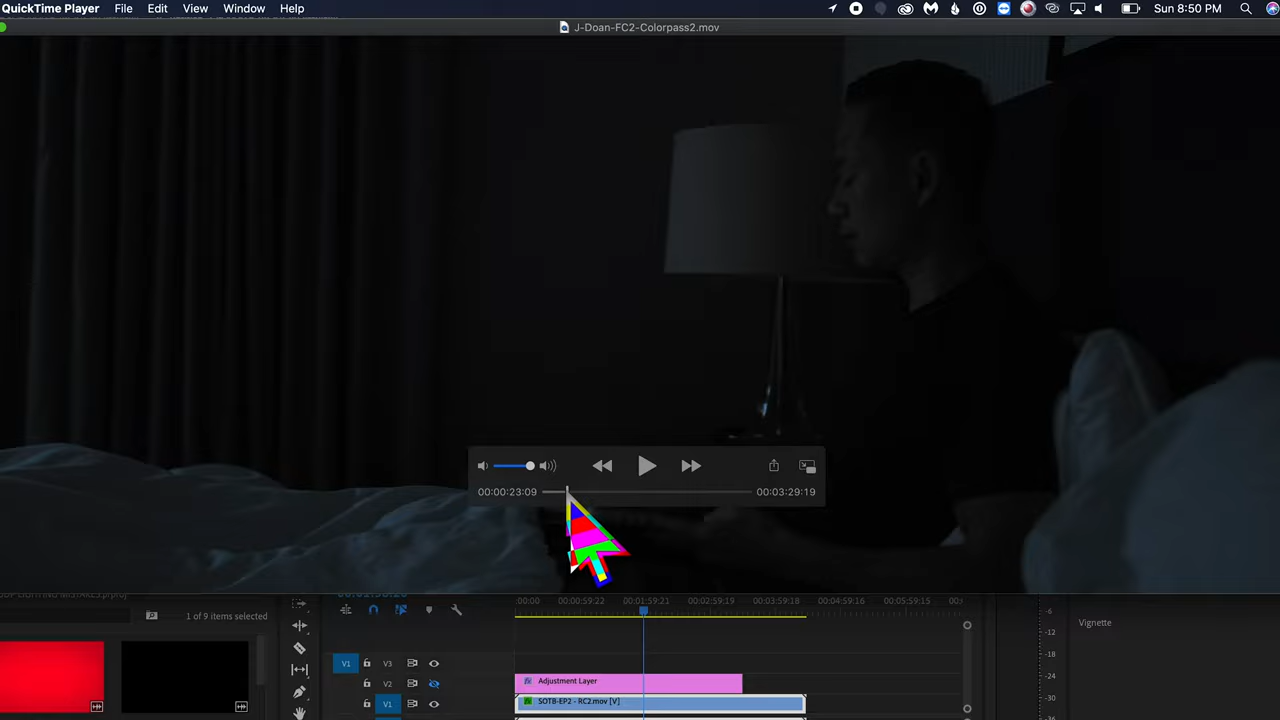 QuickTime Player File Edit View Window Help Sun 8:50 PM
J-Doan-FC2-Colorpass2.mov
00:00:23:09 00:03:29:19
1 of 9 items selected
:00:00 00:00:59:22 00:01:59:21 00:02:59:19 00:03:59:18 00:04:59:16 00:05:59:15
-6
-12
-18
-24
-30
-36
Vignette
V1 V3
V2
V1
fx Adjustment Layer
fx SOTB-EP2 - RC2.mov [V]